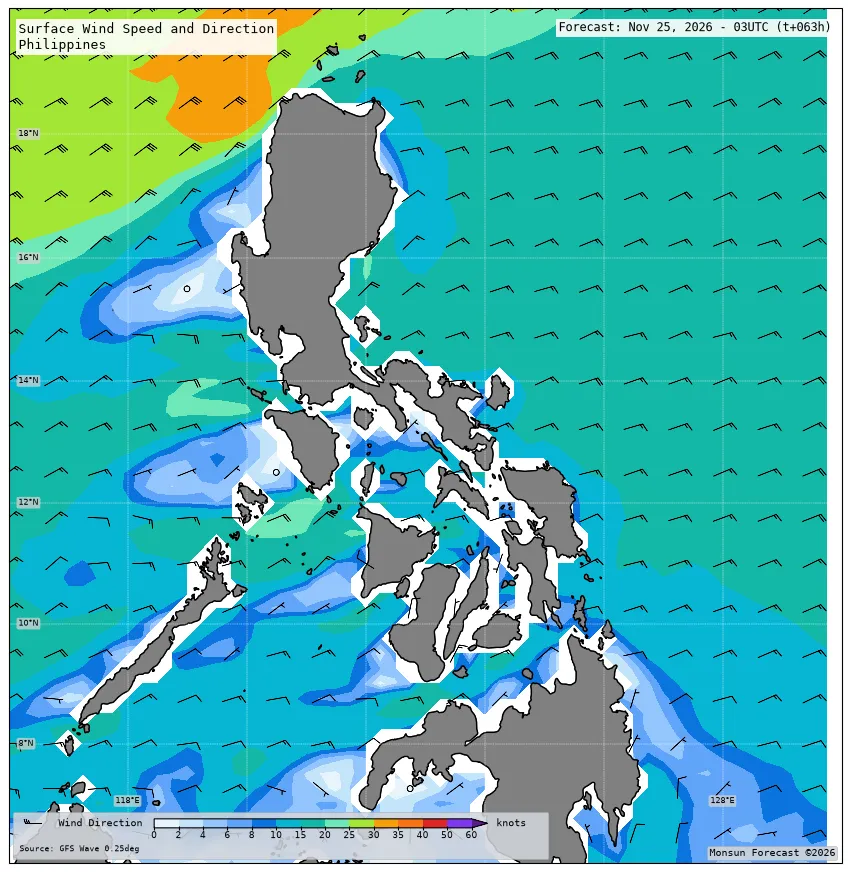 Surface Wind Speed and Direction
Philippines
Forecast: Nov 25, 2026 - 03UTC (t+063h)
18°N
16°N
14°N
12°N
10°N
8°N
118°E
128°E
Wind Direction
0 2 4 6 8 10 15 20 25 30 35 40 50 60
knots
Source: GFS Wave 0.25deg
Monsun Forecast ©2026